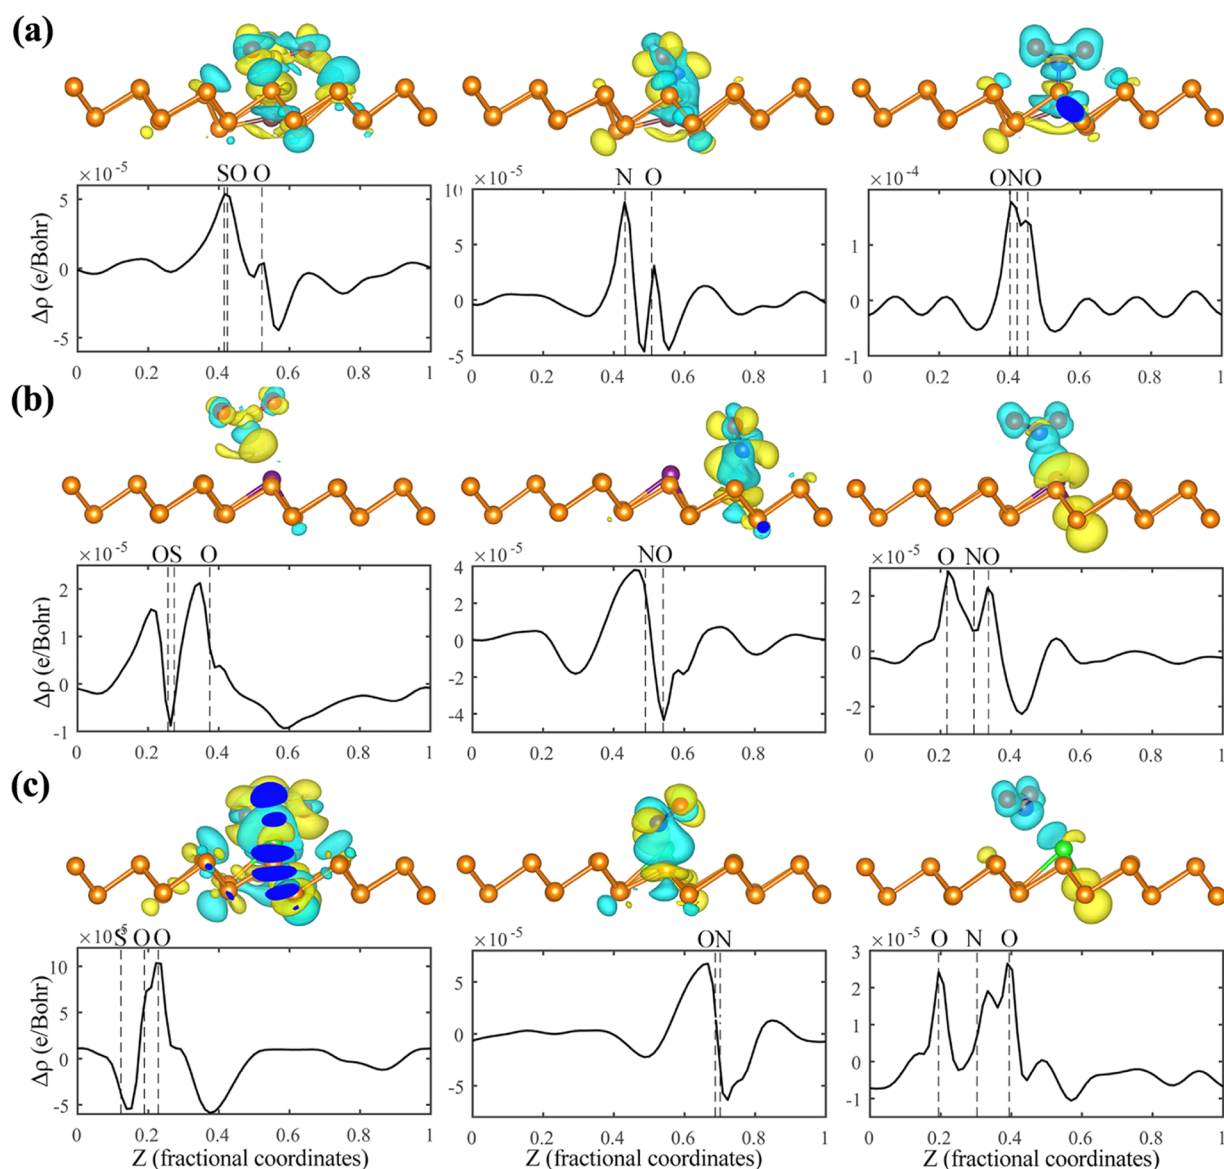 (a)
SO O
N O
ONO
×10⁻⁵
10 ×10⁻⁵
×10⁻⁴
Δρ (e/Bohr)
5
0
-5
5
0
-5
1
0
-1
0 0.2 0.4 0.6 0.8 1
0 0.2 0.4 0.6 0.8 1
0 0.2 0.4 0.6 0.8 1
(b)
OS O
NO
O NO
×10⁻⁵
×10⁻⁵
×10⁻⁵
Δρ (e/Bohr)
2
1
0
-1
4
2
0
-2
-4
2
0
-2
0 0.2 0.4 0.6 0.8 1
0 0.2 0.4 0.6 0.8 1
0 0.2 0.4 0.6 0.8 1
(c)
S O O
ON
O N O
×10⁻⁵
×10⁻⁵
×10⁻⁵
Δρ (e/Bohr)
10
5
0
-5
5
0
-5
3
2
1
0
-1
0 0.2 0.4 0.6 0.8 1
0 0.2 0.4 0.6 0.8 1
0 0.2 0.4 0.6 0.8 1
Z (fractional coordinates)
Z (fractional coordinates)
Z (fractional coordinates)